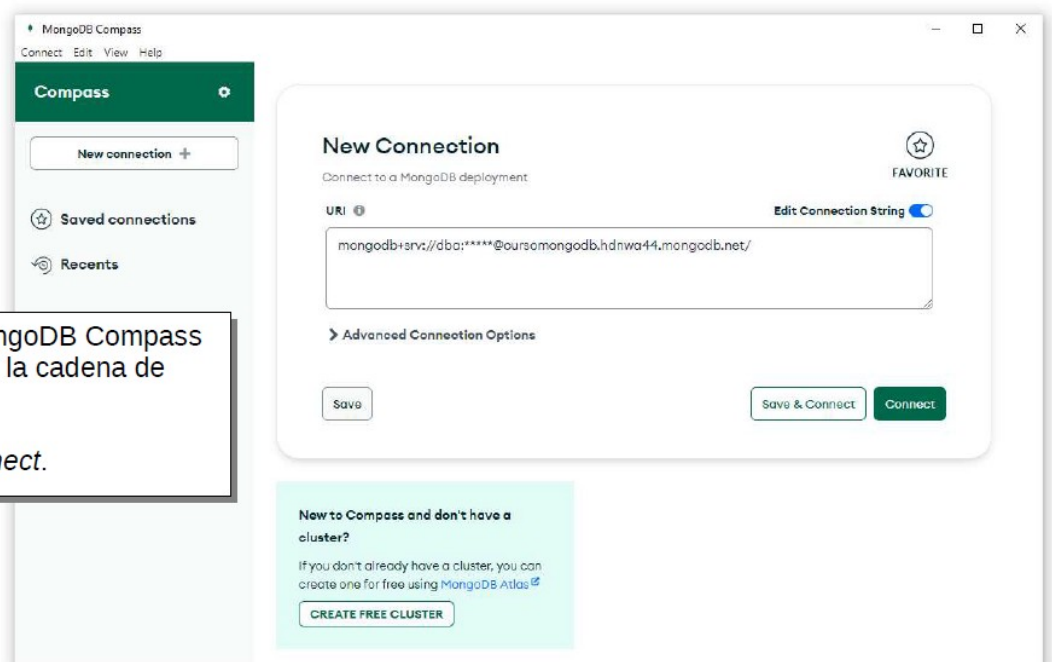 MongoDB Compass
Connect Edit View Help
Compass
New connection +
Saved connections
Recents
ngoDB Compass
la cadena de
nect.
New Connection
Connect to a MongoDB deployment
FAVORITE
URI
Edit Connection String
mongodb+srv://dba:*****@cursomongodb.hdnwa44.mongodb.net/
Advanced Connection Options
Save
Save & Connect
Connect
New to Compass and don't have a
cluster?
If you don't already have a cluster, you can
create one for free using MongoDB Atlas
CREATE FREE CLUSTER